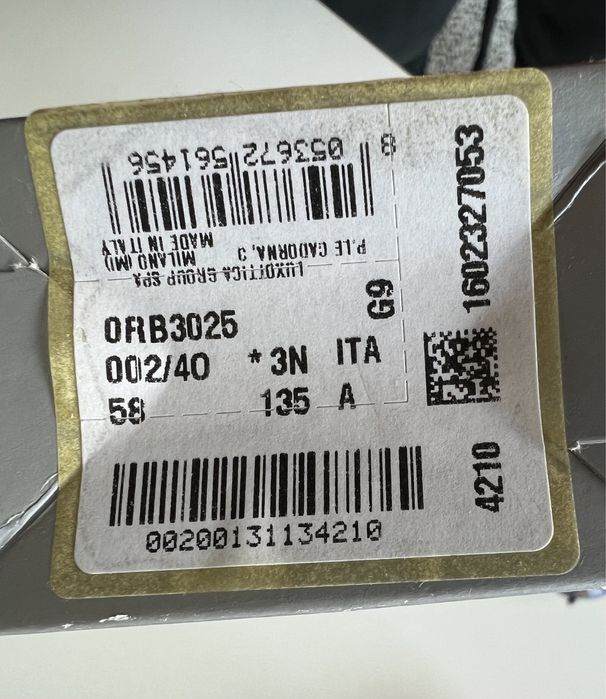 8 053672 561456
LUXOTTICA GROUP SPA
P.LE CADORNA, 3
MILANO (MI)
MADE IN ITALY
0RB3025
002/40 * 3N ITA
58 135 A
G9
1602327053
4210
00200131134210